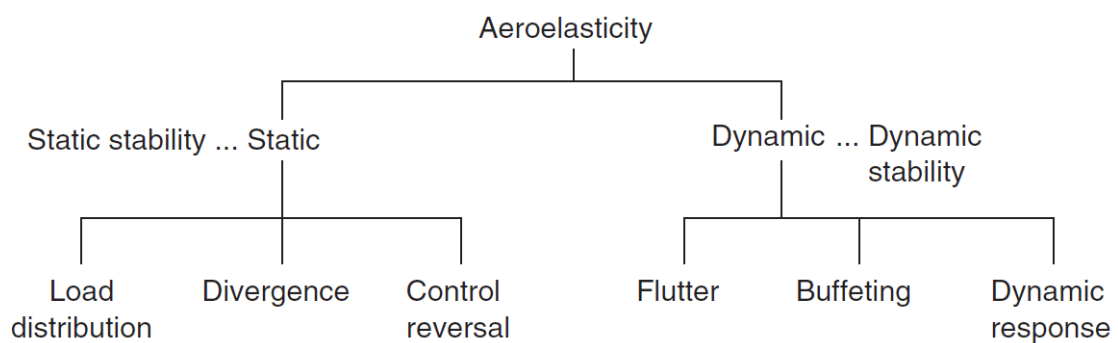 Aeroelasticity
Static stability ... Static
Dynamic ... Dynamic
stability
Load
distribution
Divergence
Control
reversal
Flutter
Buffeting
Dynamic
response